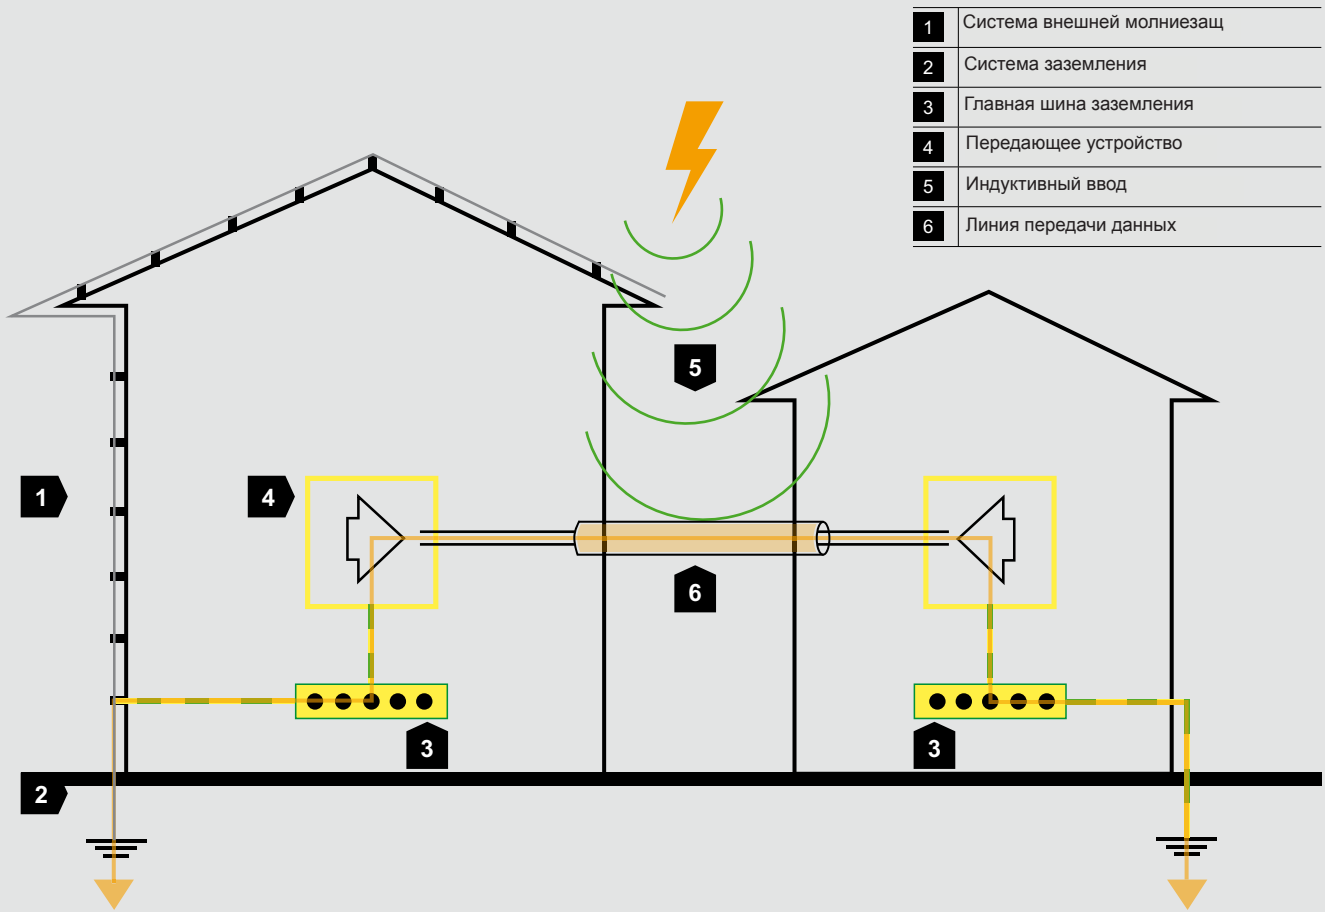 1 Система внешней молниезащ
2 Система заземления
3 Главная шина заземления
4 Передающее устройство
5 Индуктивный ввод
6 Линия передачи данных
5
1
4
6
3
3
2